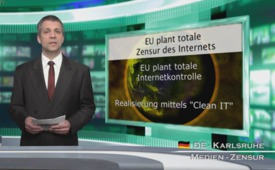 EU plant totale
Zensur des Internets
EU plant totale
Internetkontrolle
Realisierung mittels "Clean IT"
DE, KARLSRUHE
MEDIEN-ZENSUR